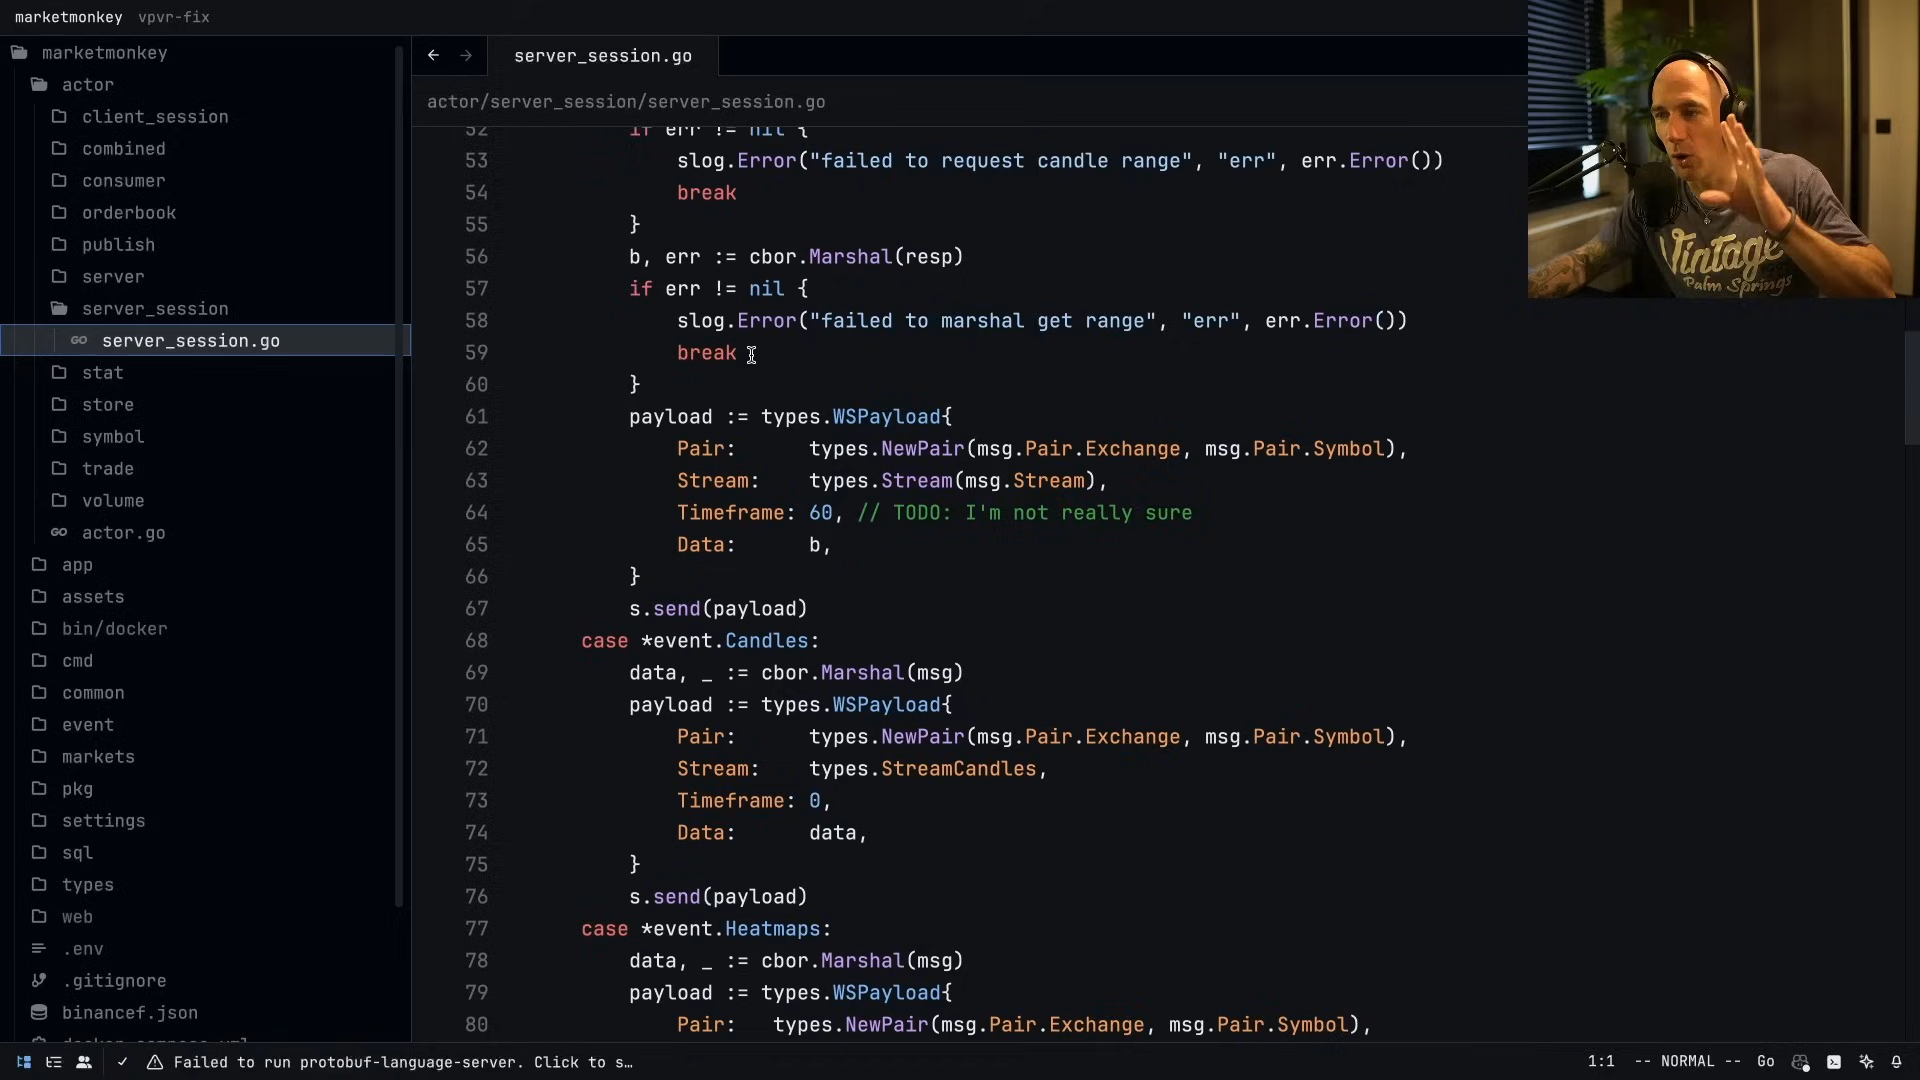 marketmonkey vpvr-fix
marketmonkey
actor
client_session
combined
consumer
orderbook
publish
server
server_session
GO server_session.go
stat
store
symbol
trade
volume
GO actor.go
app
assets
bin/docker
cmd
common
event
markets
pkg
settings
sql
types
web
.env
.gitignore
binancef.json
server_session.go
actor/server_session/server_session.go
52 if err != nil {
53 slog.Error("failed to request candle range", "err", err.Error())
54 break
55 }
56 b, err := cbor.Marshal(resp)
57 if err != nil {
58 slog.Error("failed to marshal get range", "err", err.Error())
59 break
60 }
61 payload := types.WSPayload{
62 Pair: types.NewPair(msg.Pair.Exchange, msg.Pair.Symbol),
63 Stream: types.Stream(msg.Stream),
64 Timeframe: 60, // TODO: I'm not really sure
65 Data: b,
66 }
67 s.send(payload)
68 case *event.Candles:
69 data, _ := cbor.Marshal(msg)
70 payload := types.WSPayload{
71 Pair: types.NewPair(msg.Pair.Exchange, msg.Pair.Symbol),
72 Stream: types.StreamCandles,
73 Timeframe: 0,
74 Data: data,
75 }
76 s.send(payload)
77 case *event.Heatmaps:
78 data, _ := cbor.Marshal(msg)
79 payload := types.WSPayload{
80 Pair: types.NewPair(msg.Pair.Exchange, msg.Pair.Symbol),
Vintage
Palm Springs
Failed to run protobuf-language-server. Click to s…
1:1 -- NORMAL -- Go